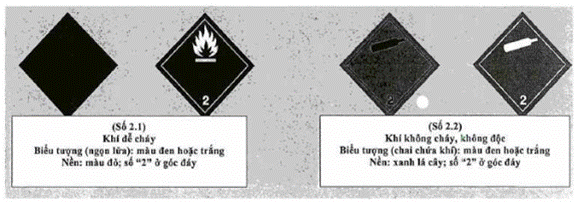 2
2
2
(Số 2.1)
Khí dễ cháy
Biểu tượng (ngọn lửa): màu đen hoặc trắng
Nền: màu đỏ; số “2” ở góc đáy
(Số 2.2)
Khí không cháy, không độc
Biểu tượng (chai chứa khí): màu đen hoặc trắng
Nền: xanh lá cây; số “2” ở góc đáy